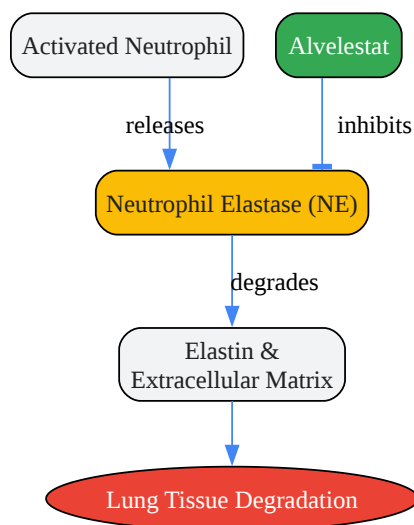 Activated Neutrophil
Alvelestat
releases
inhibits
Neutrophil Elastase (NE)
degrades
Elastin &
Extracellular Matrix
Lung Tissue Degradation